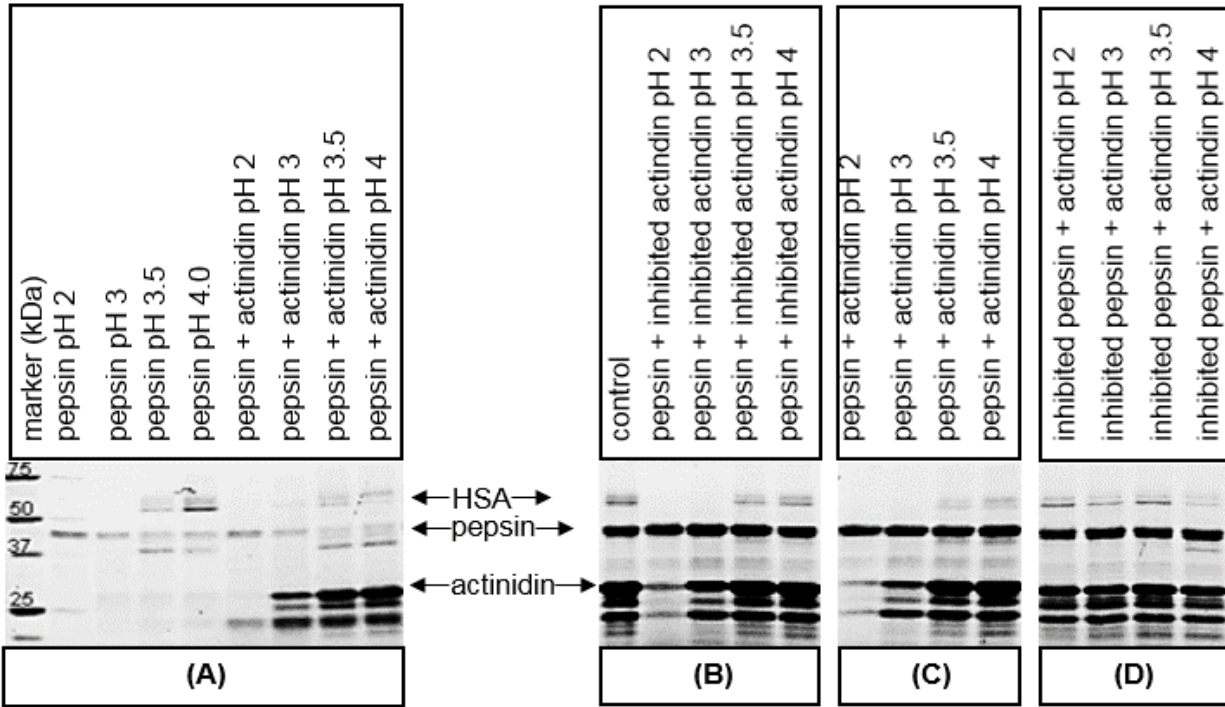 marker (kDa)
pepsin pH 2
pepsin pH 3
pepsin pH 3.5
pepsin pH 4.0
pepsin + actinidin pH 2
pepsin + actinidin pH 3
pepsin + actinidin pH 3.5
pepsin + actinidin pH 4
control
pepsin + inhibited actindin pH 2
pepsin + inhibited actinidin pH 3
pepsin + inhibited actinidin pH 3.5
pepsin + inhibited actinidin pH 4
pepsin + actinidin pH 2
pepsin + actinidin pH 3
pepsin + actinidin pH 3.5
pepsin + actinidin pH 4
inhibited pepsin + actindin pH 2
inhibited pepsin + actinidin pH 3
inhibited pepsin + actinidin pH 3.5
inhibited pepsin + actinidin pH 4
75
50
37
25
HSA
pepsin
actinidin
(A)
(B)
(C)
(D)